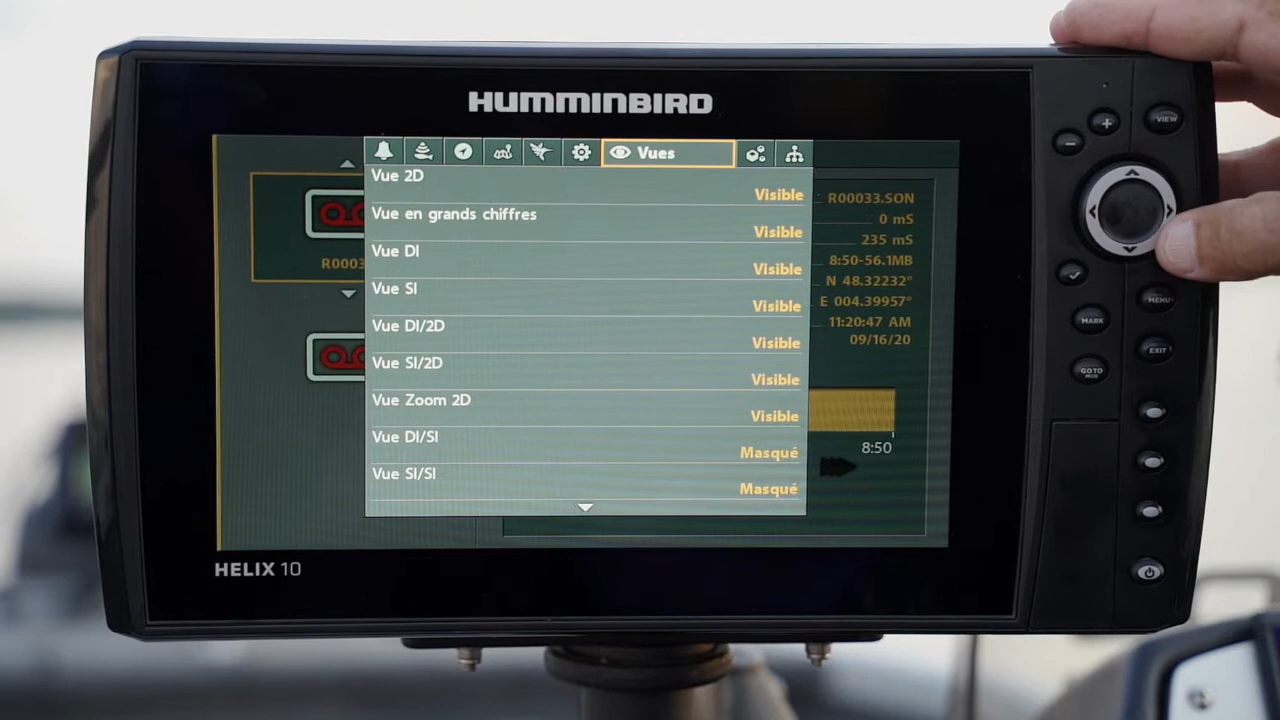 HUMMINBIRD
Vues
Vue 2D
Visible
Vue en grands chiffres
Visible
Vue DI
Visible
Vue SI
Visible
Vue DI/2D
Visible
Vue SI/2D
Visible
Vue Zoom 2D
Visible
Vue DI/SI
Masqué
Vue SI/SI
Masqué
R0003
R00033.SON
0 mS
235 mS
8:50-56.1MB
N 48.32232°
E 004.39957°
11:20:47 AM
09/16/20
8:50
HELIX 10
+
-
VIEW
MENU
MARK
EXIT
GOTO
MOB